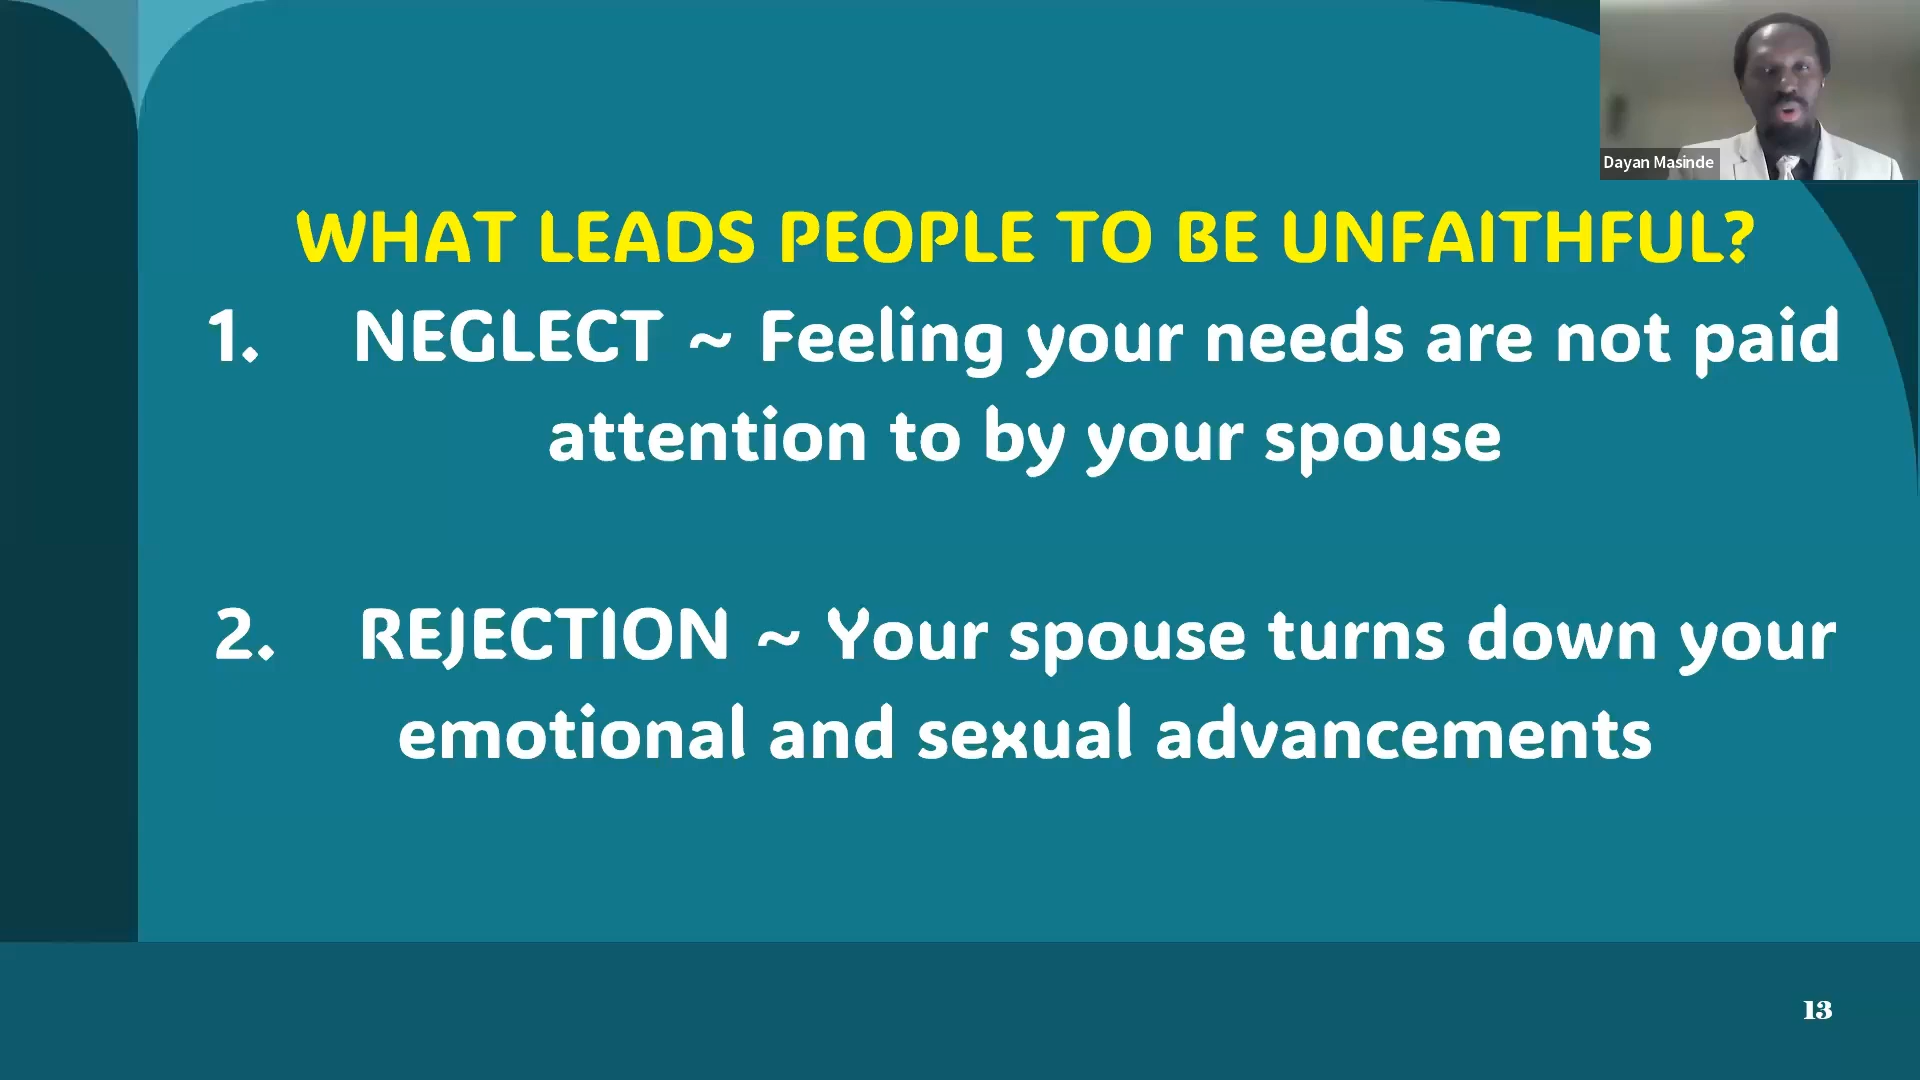 Dayan Masinde
WHAT LEADS PEOPLE TO BE UNFAITHFUL?
1. NEGLECT ~ Feeling your needs are not paid
attention to by your spouse
2. REJECTION ~ Your spouse turns down your
emotional and sexual advancements
13